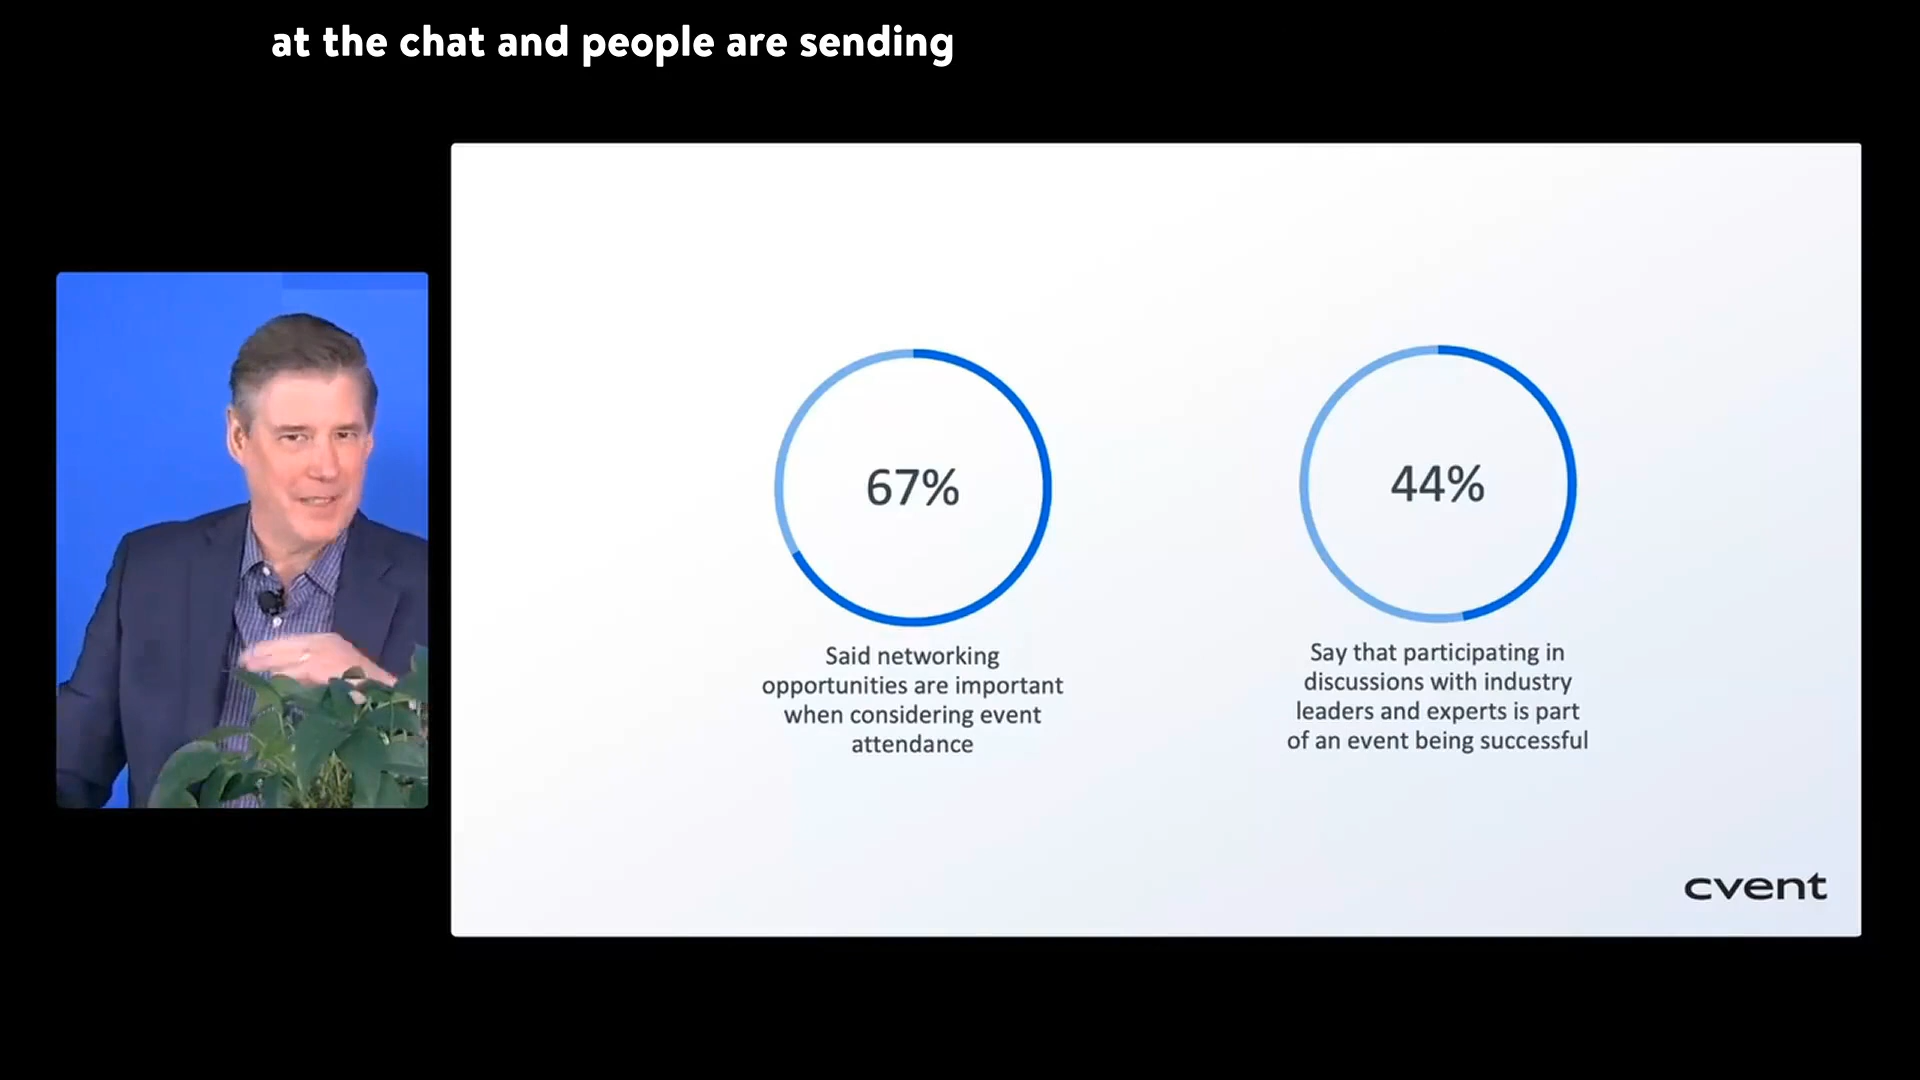 at the chat and people are sending
67%
Said networking
opportunities are important
when considering event
attendance
44%
Say that participating in
discussions with industry
leaders and experts is part
of an event being successful
cvent